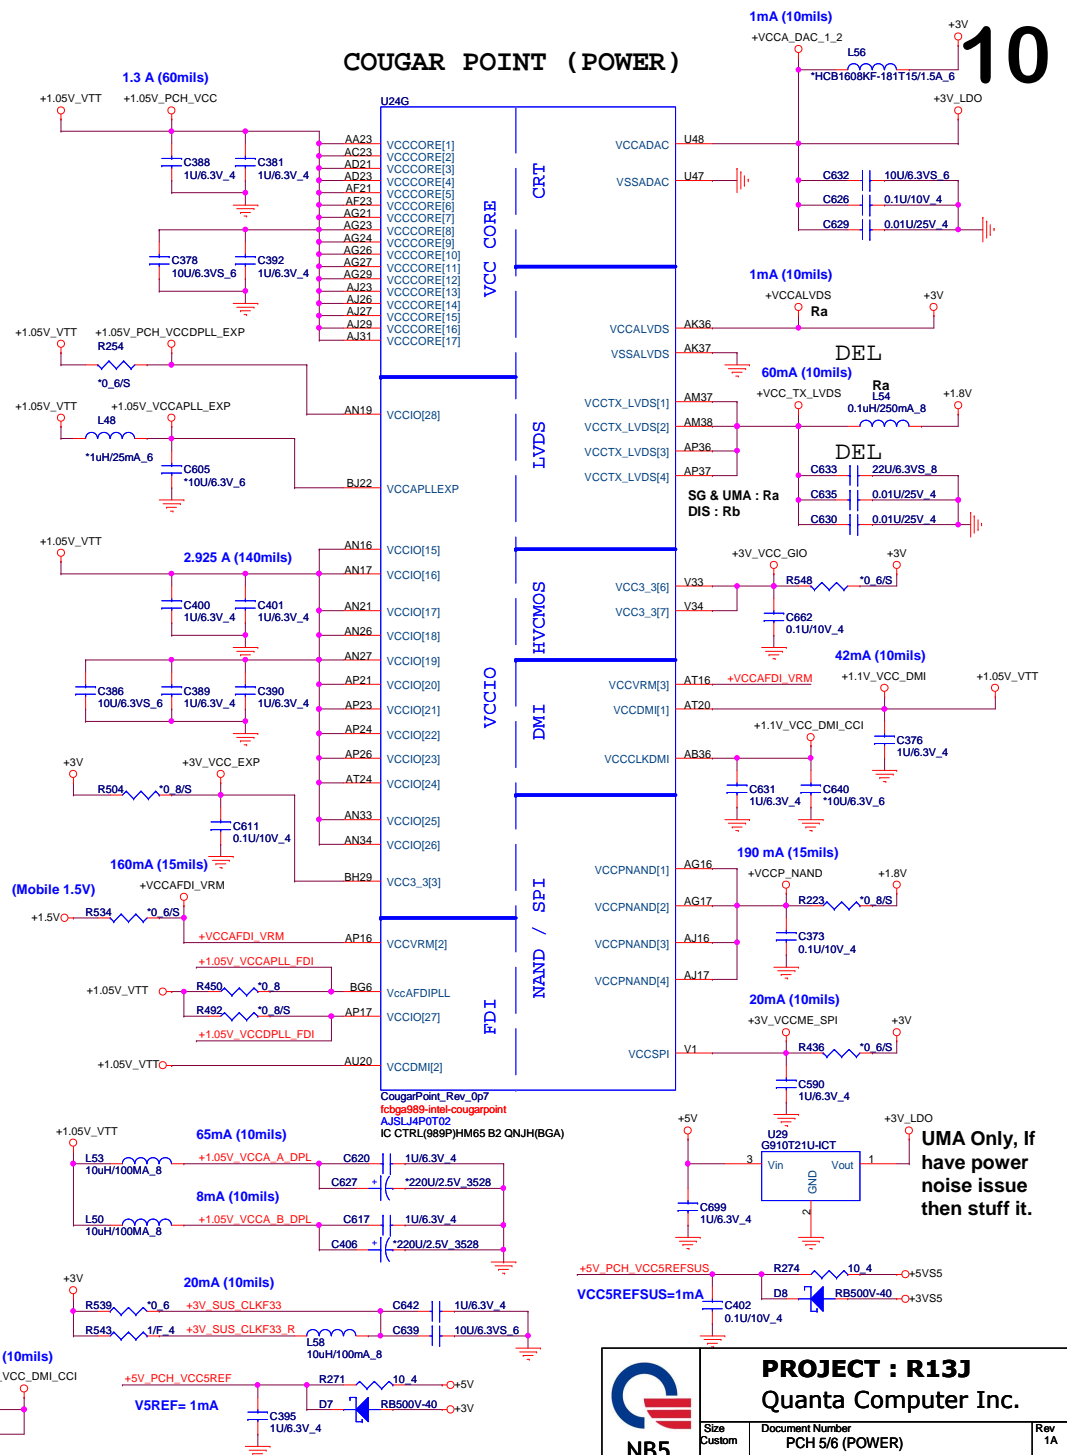 COUGAR POINT (POWER)
10
1.3 A (60mils)
+1.05V_VTT
+1.05V_PCH_VCC
C388
1U/6.3V_4
C381
1U/6.3V_4
C378
10U/6.3VS_6
C392
1U/6.3V_4
+1.05V_VTT
+1.05V_PCH_VCCDPLL_EXP
R254
*0_6/S
+1.05V_VTT
+1.05V_VCCAPLL_EXP
L48
*1uH/25mA_6
C605
*10U/6.3V_6
+1.05V_VTT
2.925 A (140mils)
C400
1U/6.3V_4
C401
1U/6.3V_4
C386
10U/6.3VS_6
C389
1U/6.3V_4
C390
1U/6.3V_4
+3V
+3V_VCC_EXP
R504
*0_8/S
C611
0.1U/10V_4
160mA (15mils)
(Mobile 1.5V)
+VCCAFDI_VRM
+1.5V
R534
*0_6/S
+VCCAFDI_VRM
+1.05V_VCCAPLL_FDI
+1.05V_VTT
R450
*0_8
R492
*0_8/S
+1.05V_VCCDPLL_FDI
+1.05V_VTT
U24G
AA23 VCCCORE[1]
AC23 VCCCORE[2]
AD21 VCCCORE[3]
AD23 VCCCORE[4]
AF21 VCCCORE[5]
AF23 VCCCORE[6]
AG21 VCCCORE[7]
AG23 VCCCORE[8]
AG24 VCCCORE[9]
AG26 VCCCORE[10]
AG27 VCCCORE[11]
AG29 VCCCORE[12]
AJ23 VCCCORE[13]
AJ26 VCCCORE[14]
AJ27 VCCCORE[15]
AJ29 VCCCORE[16]
AJ31 VCCCORE[17]
AN19 VCCIO[28]
BJ22 VCCAPLLEXP
AN16 VCCIO[15]
AN17 VCCIO[16]
AN21 VCCIO[17]
AN26 VCCIO[18]
AN27 VCCIO[19]
AP21 VCCIO[20]
AP23 VCCIO[21]
AP24 VCCIO[22]
AP26 VCCIO[23]
AT24 VCCIO[24]
AN33 VCCIO[25]
AN34 VCCIO[26]
BH29 VCC3_3[3]
AP16 VCCVRM[2]
BG6 VccAFDIPLL
AP17 VCCIO[27]
AU20 VCCDMI[2]
VCC CORE
VCCIO
FDI
CRT
LVDS
HVCMOS
DMI
NAND / SPI
VCCADAC U48
VSSADAC U47
VCCALVDS AK36
VSSALVDS AK37
VCCTX_LVDS[1] AM37
VCCTX_LVDS[2] AM38
VCCTX_LVDS[3] AP36
VCCTX_LVDS[4] AP37
VCC3_3[6] V33
VCC3_3[7] V34
VCCVRM[3] AT16
VCCDMI[1] AT20
VCCCLKDMI AB36
VCCPNAND[1] AG16
VCCPNAND[2] AG17
VCCPNAND[3] AJ16
VCCPNAND[4] AJ17
VCCSPI V1
CougarPoint_Rev_0p7
fcbga989-intel-cougarpoint
AJSLJ4P0T02
IC CTRL(989P)HM65 B2 QNJH(BGA)
1mA (10mils)
+VCCA_DAC_1_2
+3V
L56
*HCB1608KF-181T15/1.5A_6
+3V_LDO
C632 10U/6.3VS_6
C626 0.1U/10V_4
C629 0.01U/25V_4
1mA (10mils)
+VCCALVDS
+3V
Ra
DEL
60mA (10mils)
+VCC_TX_LVDS
Ra
L54
0.1uH/250mA_8
+1.8V
DEL
C633 22U/6.3VS_8
C635 0.01U/25V_4
C630 0.01U/25V_4
SG & UMA : Ra
DIS : Rb
+3V_VCC_GIO
+3V
R548
*0_6/S
C662
0.1U/10V_4
42mA (10mils)
+VCCAFDI_VRM
+1.1V_VCC_DMI
+1.05V_VTT
+1.1V_VCC_DMI_CCI
C376
1U/6.3V_4
C631
1U/6.3V_4
C640
*10U/6.3V_6
190 mA (15mils)
+VCCP_NAND
+1.8V
R223
*0_8/S
C373
0.1U/10V_4
20mA (10mils)
+3V_VCCME_SPI
+3V
R436
*0_6/S
C590
1U/6.3V_4
+1.05V_VTT
65mA (10mils)
L53
10uH/100MA_8
+1.05V_VCCA_A_DPL
C620 1U/6.3V_4
C627 + *220U/2.5V_3528
8mA (10mils)
L50
10uH/100MA_8
+1.05V_VCCA_B_DPL
C617 1U/6.3V_4
C406 + *220U/2.5V_3528
+3V
20mA (10mils)
R539 *0_6 +3V_SUS_CLKF33
C642 1U/6.3V_4
R543 1/F_4 +3V_SUS_CLKF33_R
L58
10uH/100mA_8
C639 10U/6.3VS_6
(10mils)
VCC_DMI_CCI
+5V_PCH_VCC5REF
V5REF= 1mA
R271 10_4 +5V
D7 RB500V-40 +3V
C395
1U/6.3V_4
+5V
U29
G910T21U-ICT
3 Vin
Vout 1
GND
2
+3V_LDO
C699
1U/6.3V_4
UMA Only, If
have power
noise issue
then stuff it.
+5V_PCH_VCC5REFSUS
VCC5REFSUS=1mA
R274 10_4 +5VS5
D8 RB500V-40 +3VS5
C402
0.1U/10V_4
NB5
PROJECT : R13J
Quanta Computer Inc.
Size
Custom
Document Number
PCH 5/6 (POWER)
Rev
1A